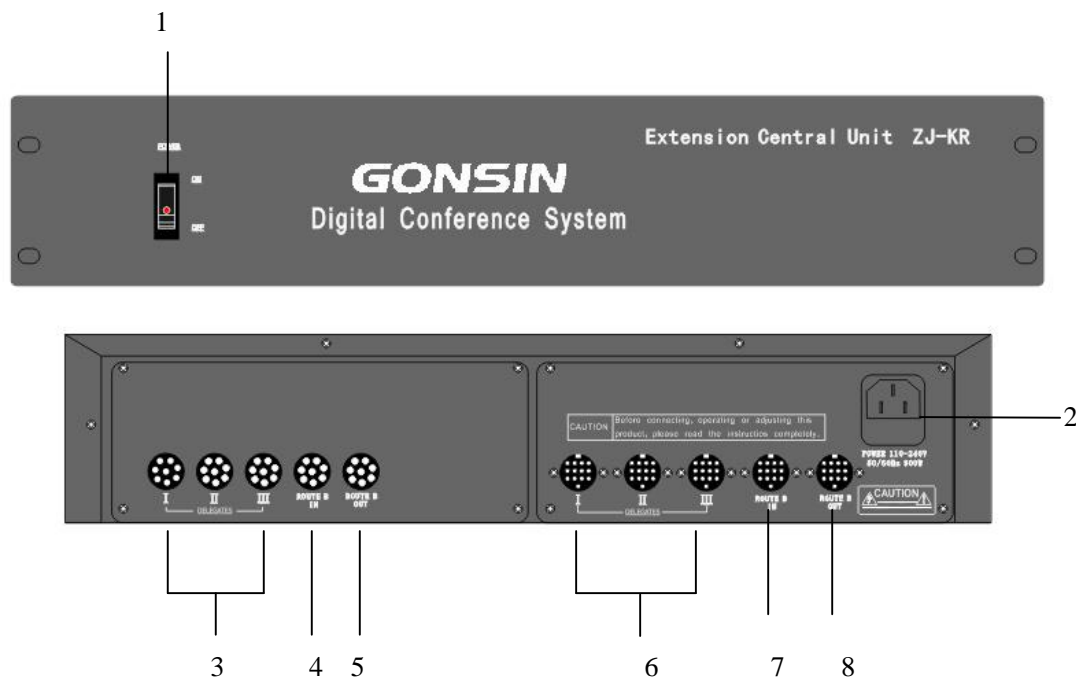 1
Extension Central Unit ZJ-KR
POWER
ON
GONSIN
OFF
Digital Conference System
2
CAUTION
Before connecting, operating or adjusting this
product, please read the instruction completely.
POWER 110-240V
50/60Hz 300W
CAUTION
I II III
DELEGATES
ROUTE B
IN
ROUTE B
OUT
I II III
DELEGATES
ROUTE B
IN
ROUTE B
OUT
3 4 5 6 7 8